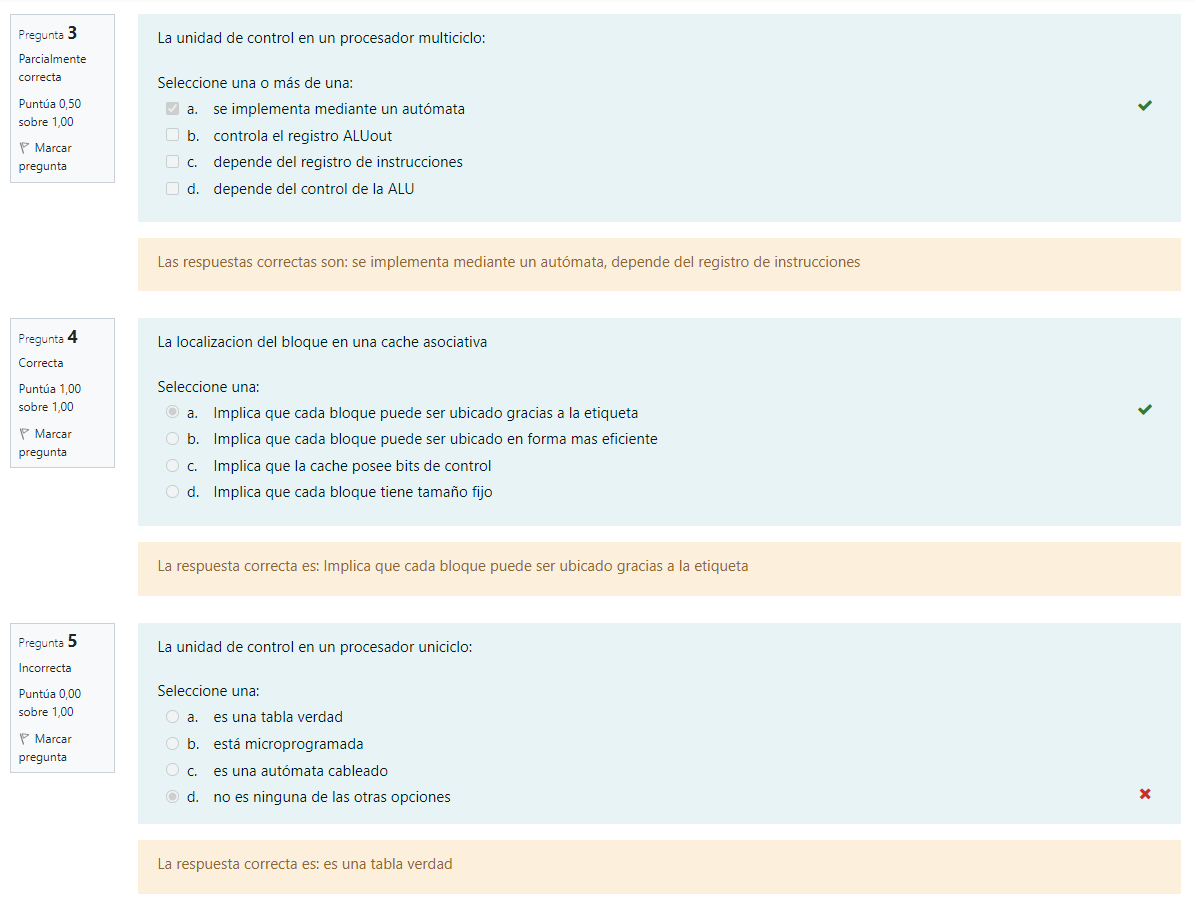 Pregunta 3
Parcialmente
correcta
Puntúa 0,50
sobre 1,00
Marcar
pregunta
La unidad de control en un procesador multiciclo:
Seleccione una o más de una:
a. se implementa mediante un autómata
b. controla el registro ALUout
c. depende del registro de instrucciones
d. depende del control de la ALU
Las respuestas correctas son: se implementa mediante un autómata, depende del registro de instrucciones
Pregunta 4
Correcta
Puntúa 1,00
sobre 1,00
Marcar
pregunta
La localizacion del bloque en una cache asociativa
Seleccione una:
a. Implica que cada bloque puede ser ubicado gracias a la etiqueta
b. Implica que cada bloque puede ser ubicado en forma mas eficiente
c. Implica que la cache posee bits de control
d. Implica que cada bloque tiene tamaño fijo
La respuesta correcta es: Implica que cada bloque puede ser ubicado gracias a la etiqueta
Pregunta 5
Incorrecta
Puntúa 0,00
sobre 1,00
Marcar
pregunta
La unidad de control en un procesador uniciclo:
Seleccione una:
a. es una tabla verdad
b. está microprogramada
c. es una autómata cableado
d. no es ninguna de las otras opciones
La respuesta correcta es: es una tabla verdad